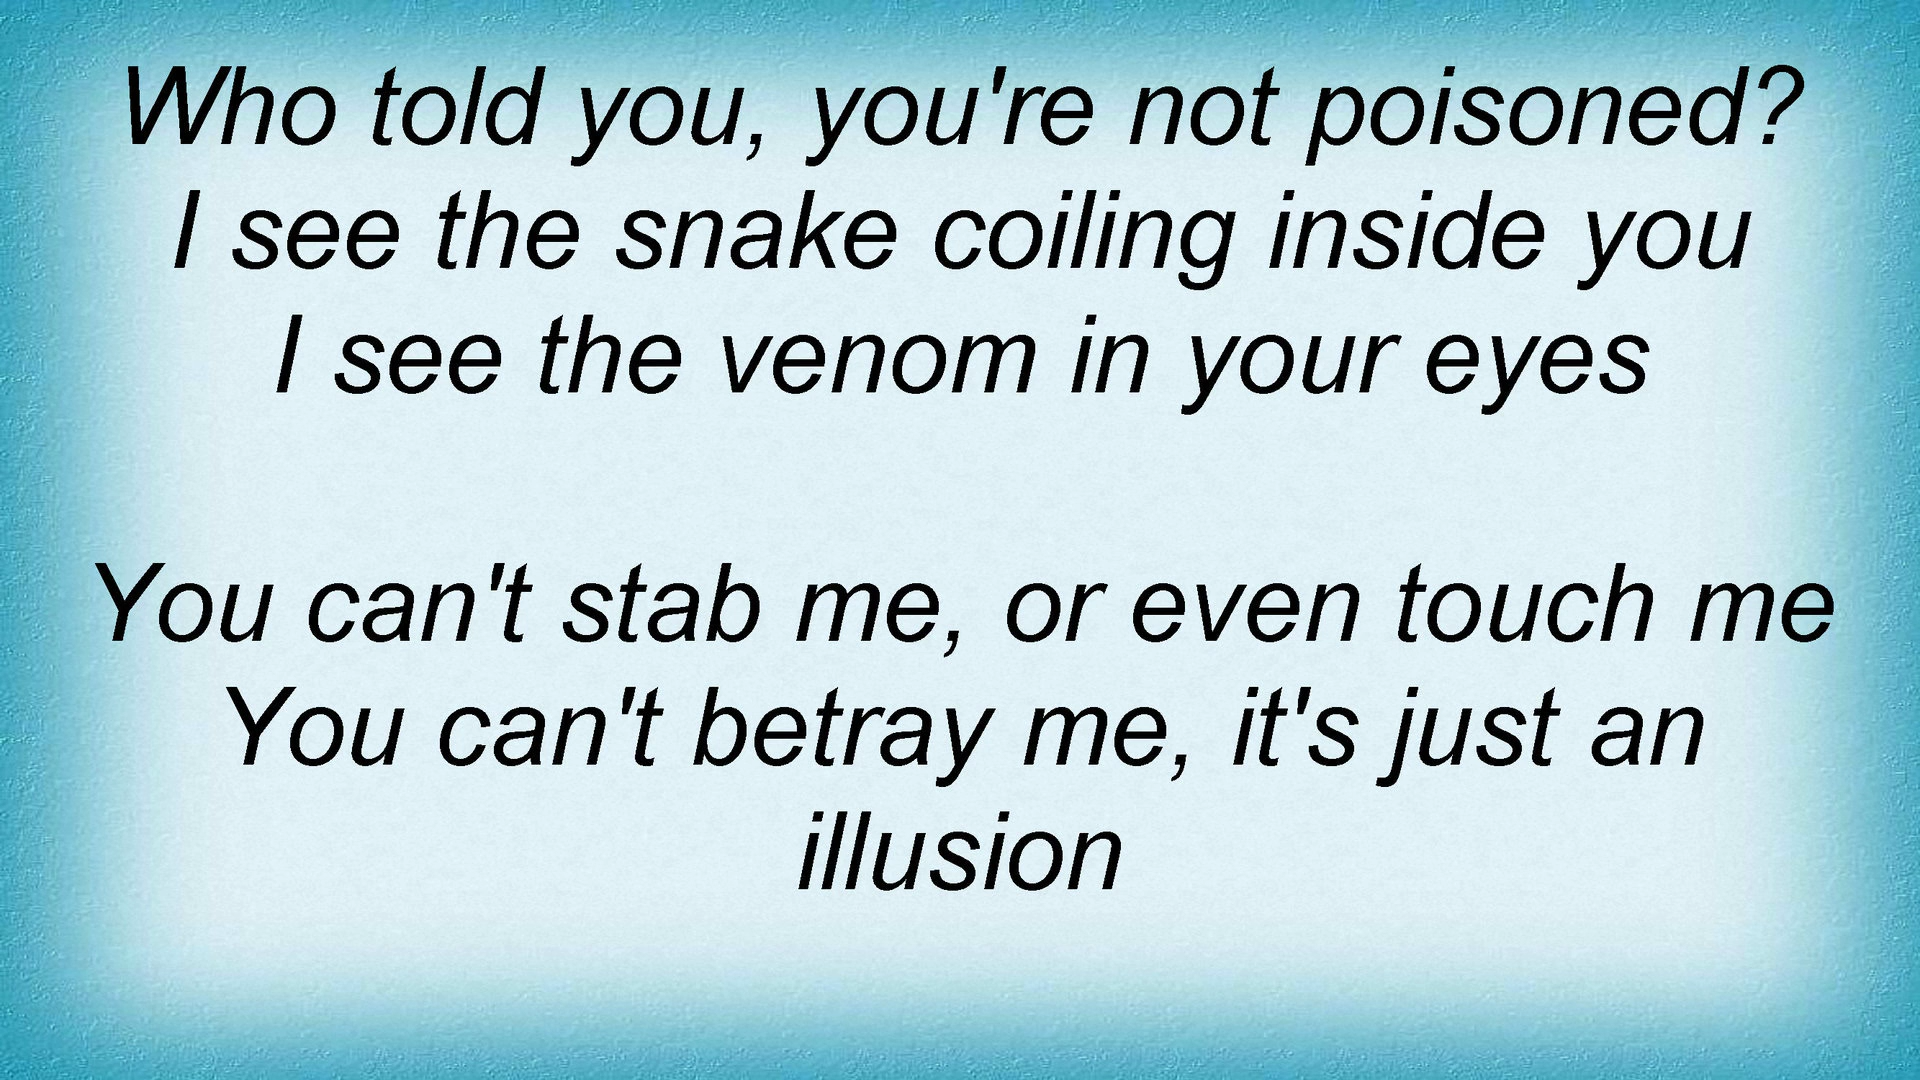 Who told you, you're not poisoned?
I see the snake coiling inside you
I see the venom in your eyes
You can't stab me, or even touch me
You can't betray me, it's just an
illusion